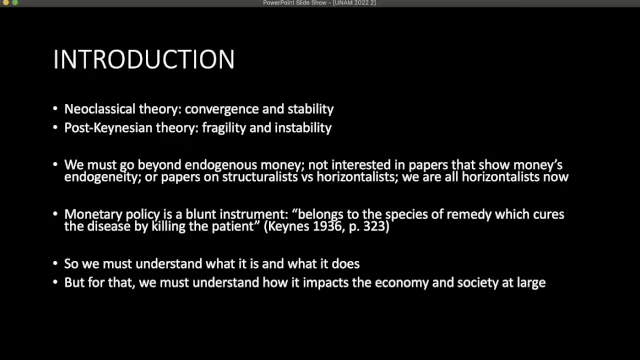 PowerPoint Slide Show - [UNAM 2022 2]
INTRODUCTION
• Neoclassical theory: convergence and stability
• Post-Keynesian theory: fragility and instability
• We must go beyond endogenous money; not interested in papers that show money's
endogeneity; or papers on structuralists vs horizontalists; we are all horizontalists now
• Monetary policy is a blunt instrument: “belongs to the species of remedy which cures
the disease by killing the patient” (Keynes 1936, p. 323)
• So we must understand what it is and what it does
• But for that, we must understand how it impacts the economy and society at large